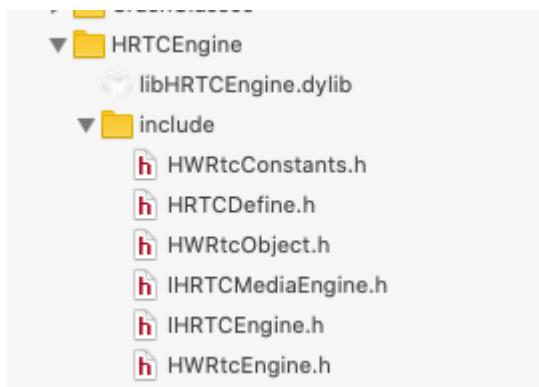 HRTCEngine
libHRTCEngine.dylib
include
h HWRtcConstants.h
h HRTCDefine.h
h HWRtcObject.h
h IHRTCMediaEngine.h
h IHRTCEngine.h
h HWRtcEngine.h